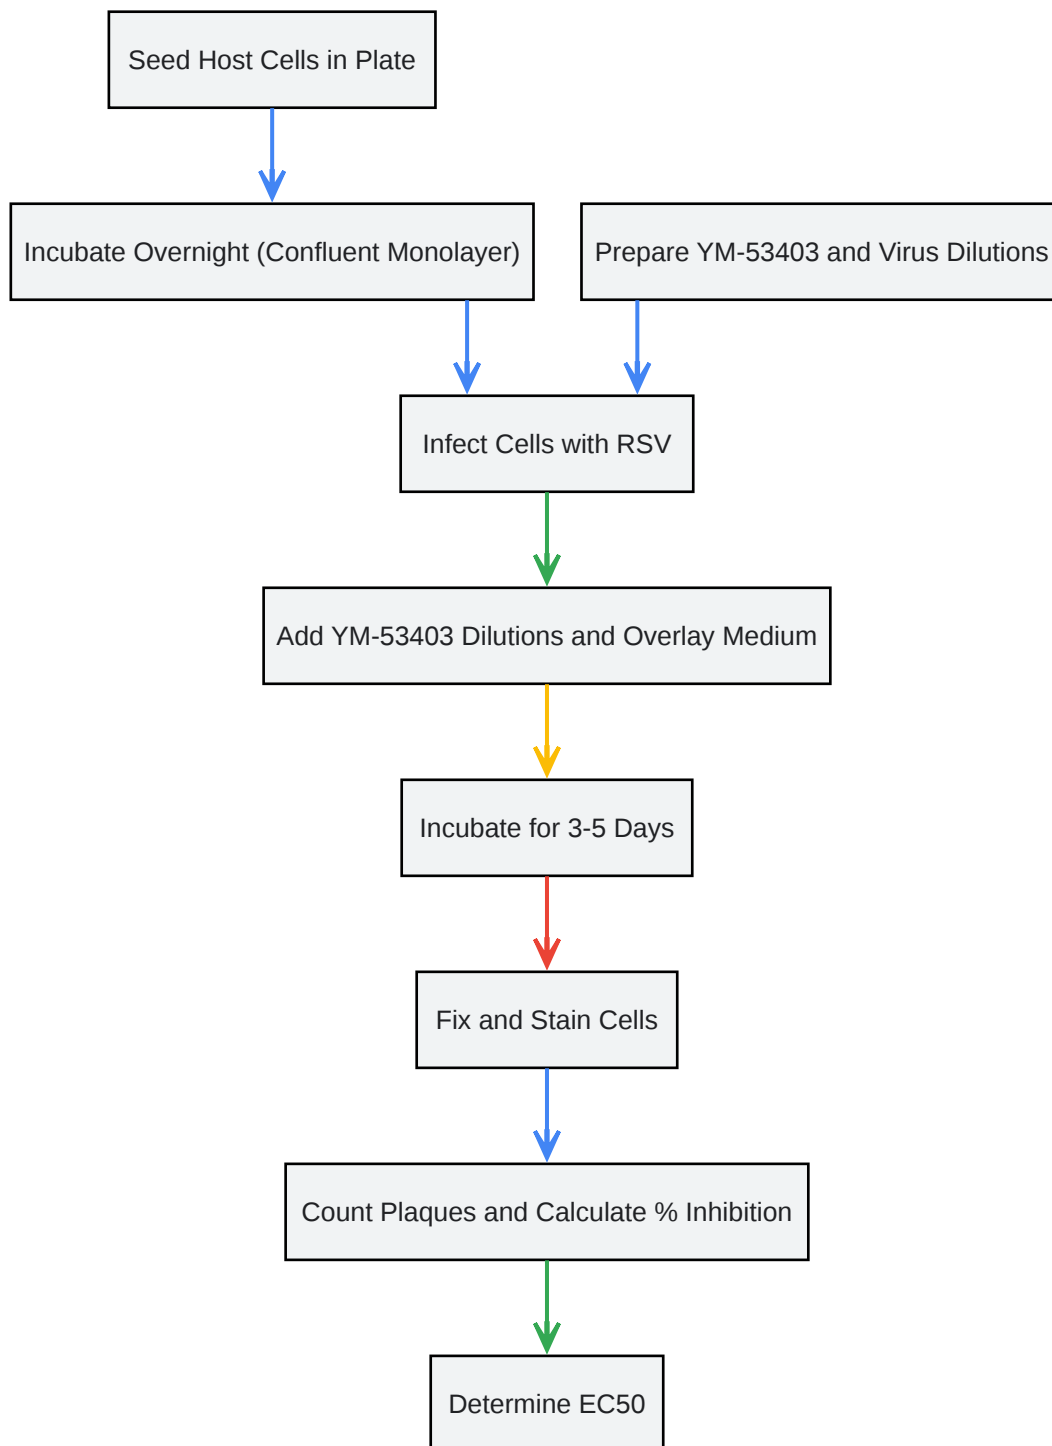 Seed Host Cells in Plate
Incubate Overnight (Confluent Monolayer)
Prepare YM-53403 and Virus Dilutions
Infect Cells with RSV
Add YM-53403 Dilutions and Overlay Medium
Incubate for 3-5 Days
Fix and Stain Cells
Count Plaques and Calculate % Inhibition
Determine EC50